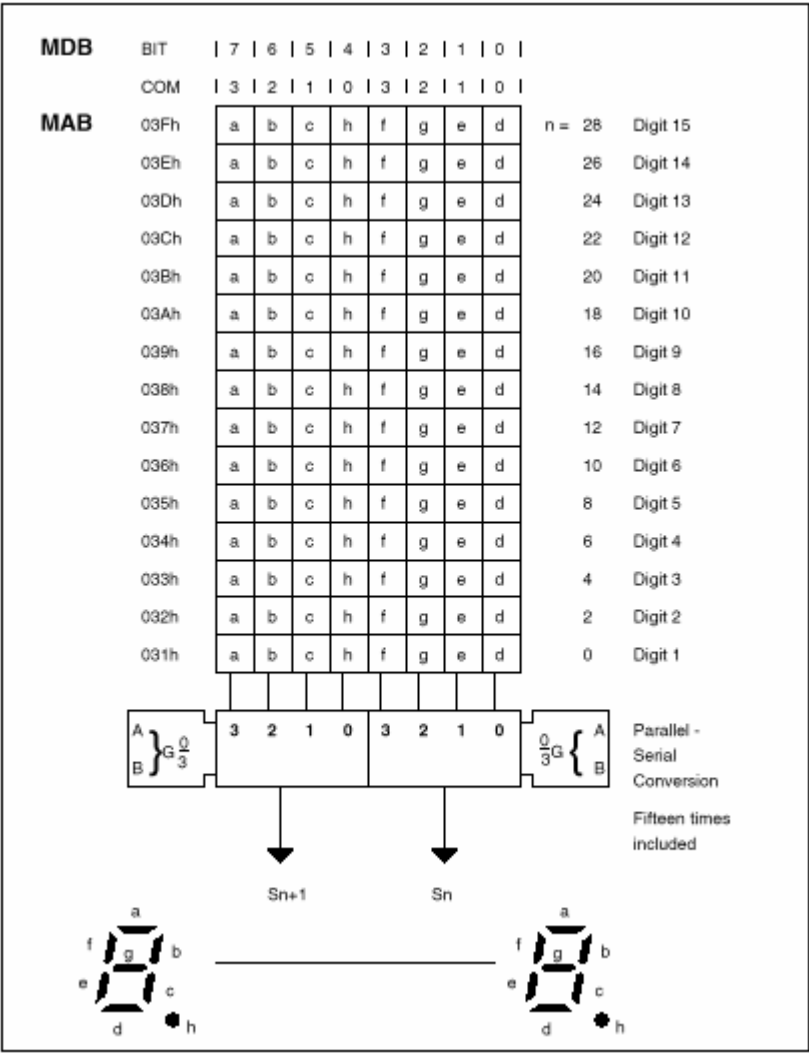 MDB BIT | 7 | 6 | 5 | 4 | 3 | 2 | 1 | 0 |
COM | 3 | 2 | 1 | 0 | 3 | 2 | 1 | 0 |
MAB 03Fh a b c h f g e d n = 28 Digit 15
03Eh a b c h f g e d 26 Digit 14
03Dh a b c h f g e d 24 Digit 13
03Ch a b c h f g e d 22 Digit 12
03Bh a b c h f g e d 20 Digit 11
03Ah a b c h f g e d 18 Digit 10
039h a b c h f g e d 16 Digit 9
038h a b c h f g e d 14 Digit 8
037h a b c h f g e d 12 Digit 7
036h a b c h f g e d 10 Digit 6
035h a b c h f g e d 8 Digit 5
034h a b c h f g e d 6 Digit 4
033h a b c h f g e d 4 Digit 3
032h a b c h f g e d 2 Digit 2
031h a b c h f g e d 0 Digit 1
A B } G 0/3 3 2 1 0 3 2 1 0 0/3 G { A B
Parallel -
Serial
Conversion
Fifteen times
included
Sn+1 Sn
a a
f g b f g b
e c e c
d h d h